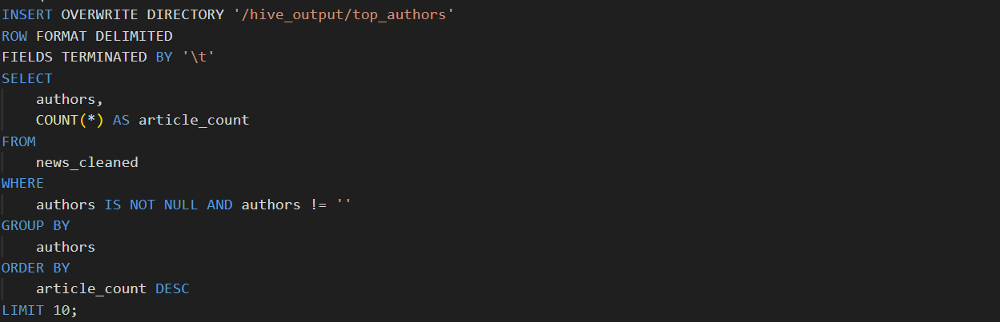 INSERT OVERWRITE DIRECTORY '/hive_output/top_authors'
ROW FORMAT DELIMITED
FIELDS TERMINATED BY '\t'
SELECT
    authors,
    COUNT(*) AS article_count
FROM
    news_cleaned
WHERE
    authors IS NOT NULL AND authors != ''
GROUP BY
    authors
ORDER BY
    article_count DESC
LIMIT 10;